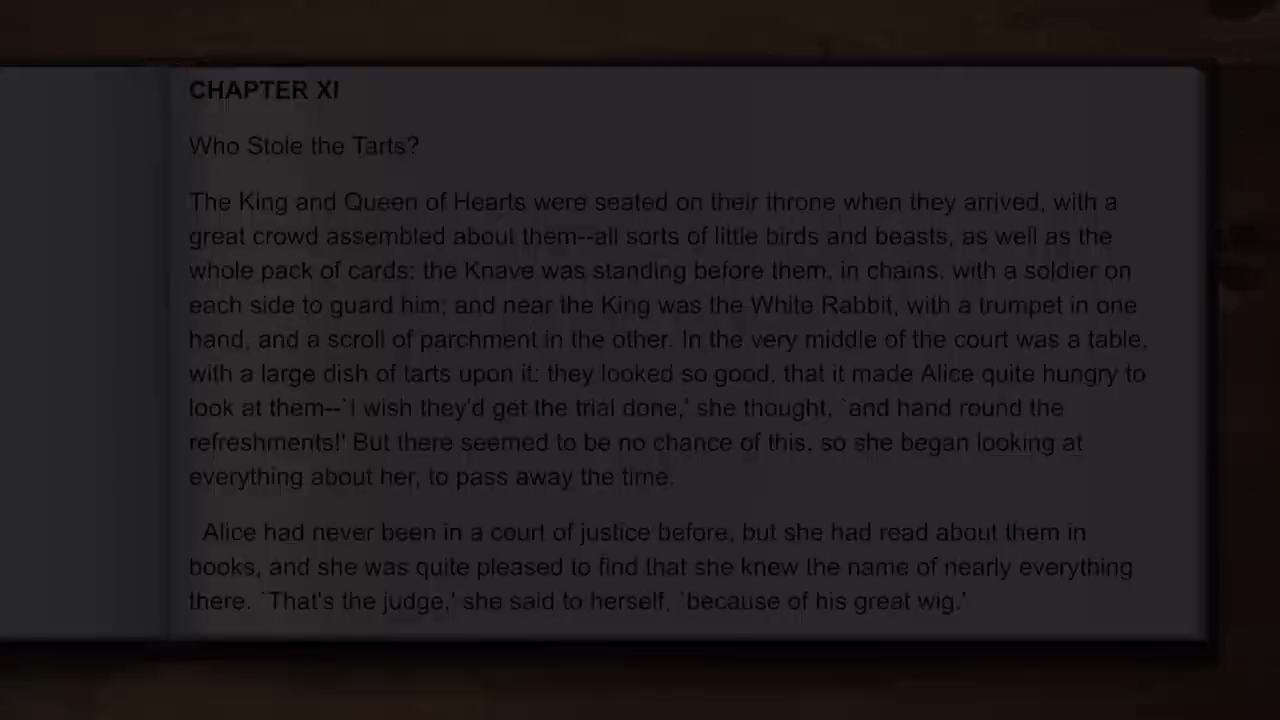 CHAPTER XI
Who Stole the Tarts?
The King and Queen of Hearts were seated on their throne when they arrived, with a
great crowd assembled about them--all sorts of little birds and beasts, as well as the
whole pack of cards: the Knave was standing before them, in chains, with a soldier on
each side to guard him; and near the King was the White Rabbit, with a trumpet in one
hand, and a scroll of parchment in the other. In the very middle of the court was a table,
with a large dish of tarts upon it: they looked so good, that it made Alice quite hungry to
look at them--`I wish they'd get the trial done,' she thought, `and hand round the
refreshments!' But there seemed to be no chance of this, so she began looking at
everything about her, to pass away the time.
Alice had never been in a court of justice before, but she had read about them in
books, and she was quite pleased to find that she knew the name of nearly everything
there. `That's the judge,' she said to herself, `because of his great wig.'